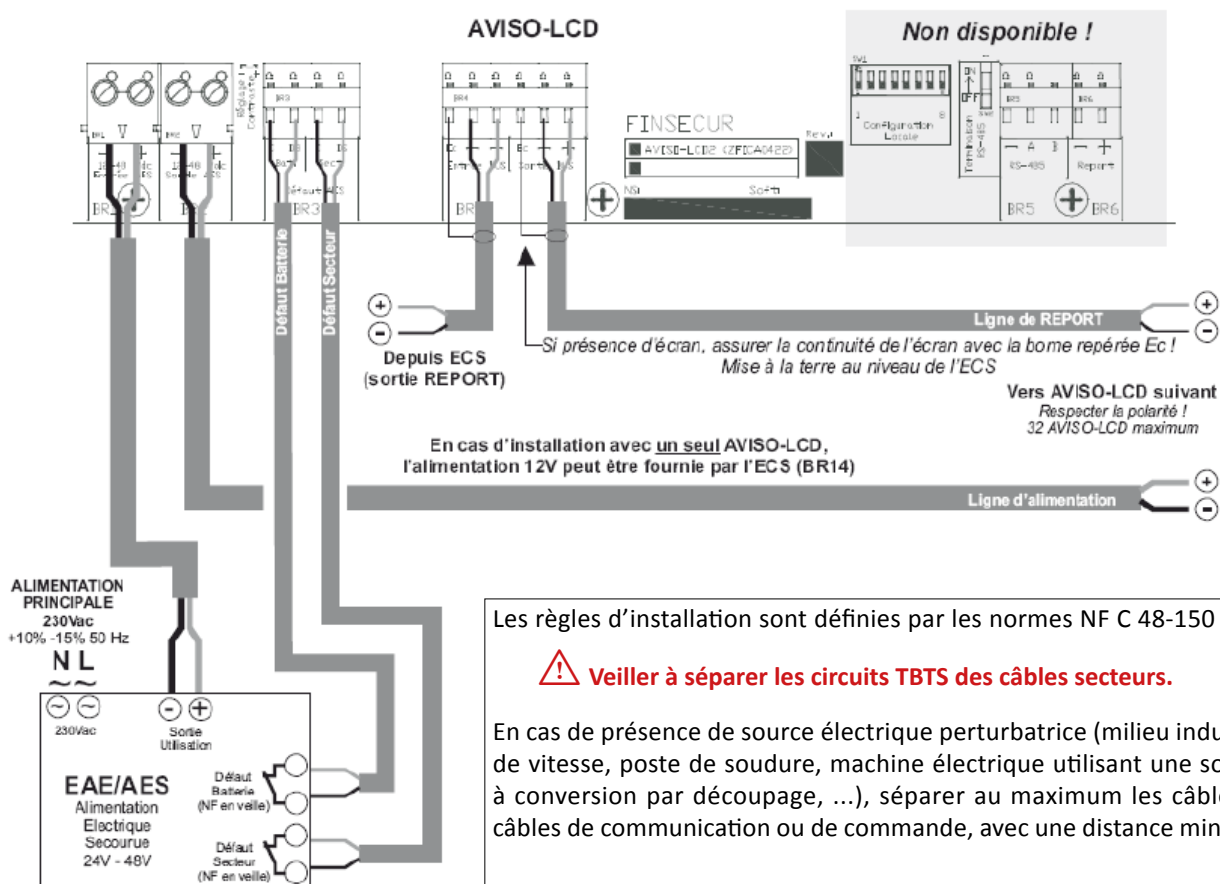 AVISO-LCD
Non disponible !
Réglage
Contraste
BR3
BR4
SW1
1
8
Configuration
Locale
ON
OFF
Terminaison
RS-485
BR5
BR6
- A B
- +
RS-485
Report
BR5
BR6
FINSECUR
AVISO-LCD2 (ZFICA0422)
Rev.
NS:
Soft:
BR3
Défaut Batterie
Défaut Secteur
+
-
Depuis ECS
(sortie REPORT)
Ligne de REPORT
+
-
Si présence d'écran, assurer la continuité de l'écran avec la borne repérée Ec !
Mise à la terre au niveau de l'ECS
Vers AVISO-LCD suivant
Respecter la polarité !
32 AVISO-LCD maximum
En cas d'installation avec un seul AVISO-LCD,
l'alimentation 12V peut être fournie par l'ECS (BR14)
Ligne d'alimentation
+
-
ALIMENTATION
PRINCIPALE
230Vac
+10% -15% 50 Hz
N L
~ ~
230Vac
- +
Sortie
Utilisation
EAE/AES
Alimentation
Electrique
Secourue
24V - 48V
Défaut
Batterie
(NF en veille)
Défaut
Secteur
(NF en veille)
Les règles d'installation sont définies par les normes NF C 48-150
Veiller à séparer les circuits TBTS des câbles secteurs.
En cas de présence de source électrique perturbatrice (milieu indu
de vitesse, poste de soudure, machine électrique utilisant une so
à conversion par découpage, ...), séparer au maximum les câble
câbles de communication ou de commande, avec une distance min